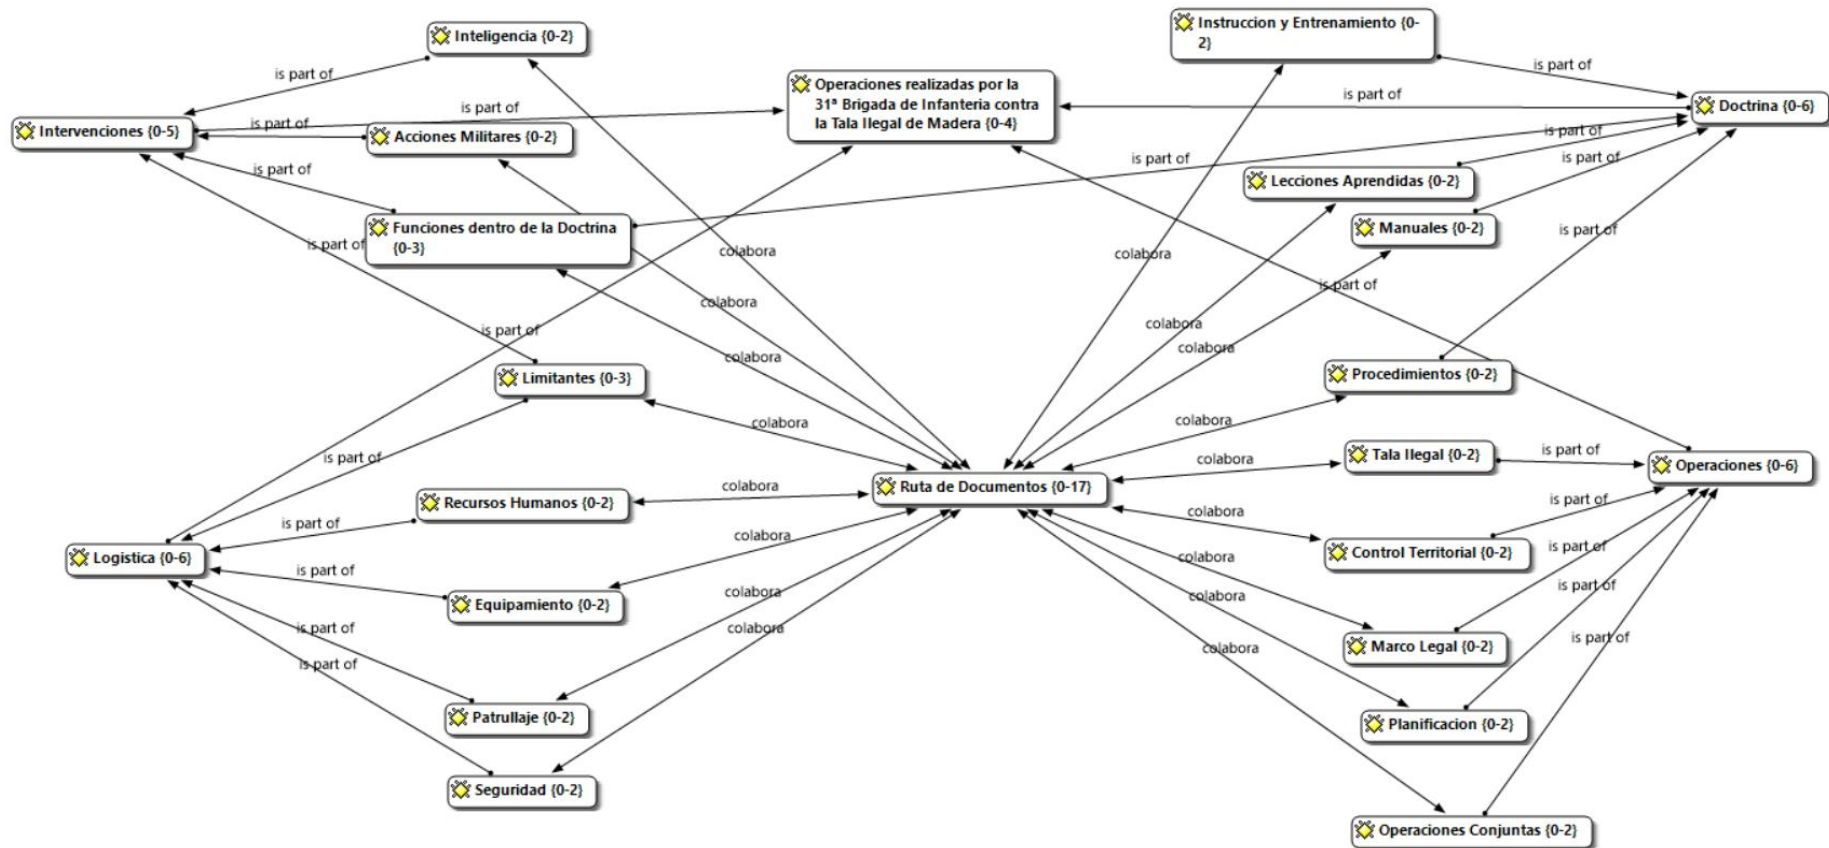 Inteligencia {0-2}
Instruccion y Entrenamiento {0-
2}
is part of
is part of
Operaciones realizadas por la
31ª Brigada de Infanteria contra
la Tala Ilegal de Madera {0-4}
is part of
is part of
Doctrina {0-6}
Intervenciones {0-5}
is part of
Acciones Militares {0-2}
is part of
is part of
is part of
is part of
Lecciones Aprendidas {0-2}
Funciones dentro de la Doctrina
{0-3}
Manuales {0-2}
is part of
is part of
colabora
colabora
is part of
colabora
colabora
is part of
colabora
colabora
Limitantes {0-3}
Procedimientos {0-2}
colabora
colabora
is part of
colabora
Tala Ilegal {0-2}
is part of
Operaciones {0-6}
colabora
Ruta de Documentos {0-17}
Recursos Humanos {0-2}
is part of
colabora
is part of
colabora
Logistica {0-6}
Control Territorial {0-2}
is part of
colabora
is part of
is part of
colabora
colabora
Equipamiento {0-2}
is part of
colabora
is part of
colabora
Marco Legal {0-2}
is part of
Patrullaje {0-2}
Planificacion {0-2}
Seguridad {0-2}
Operaciones Conjuntas {0-2}